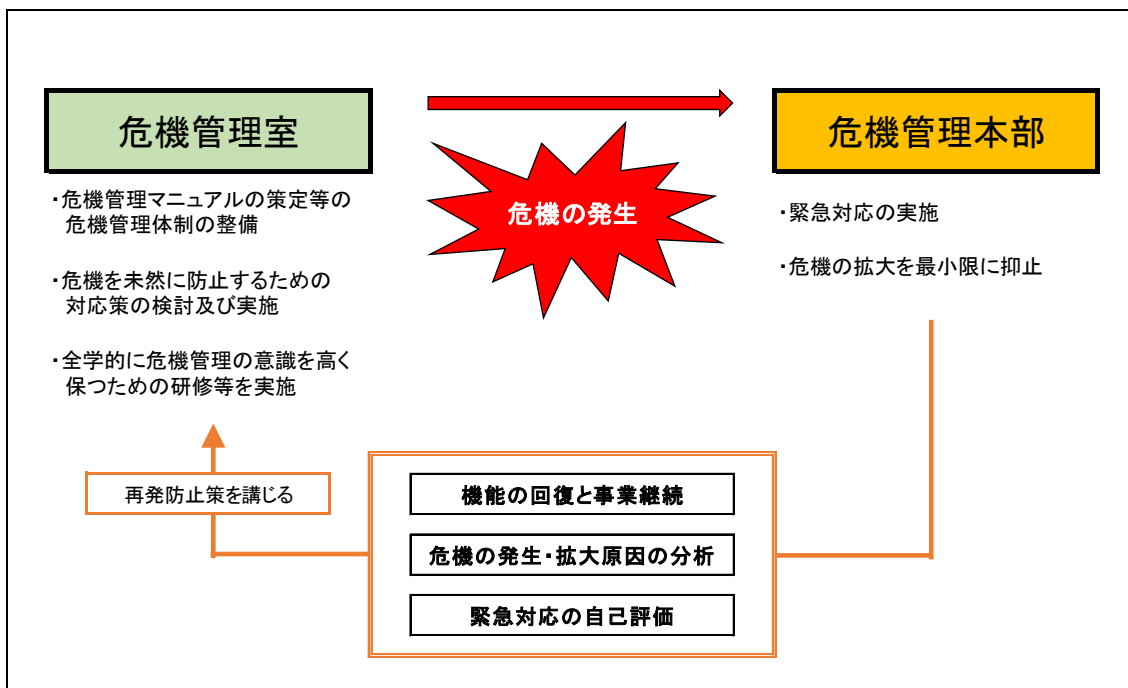 危機管理室
・危機管理マニュアルの策定等の
危機管理体制の整備
・危機を未然に防止するための
対応策の検討及び実施
・全学的に危機管理の意識を高く
保つための研修等を実施
危機の発生
危機管理本部
・緊急対応の実施
・危機の拡大を最小限に抑止
機能の回復と事業継続
危機の発生・拡大原因の分析
緊急対応の自己評価
再発防止策を講じる